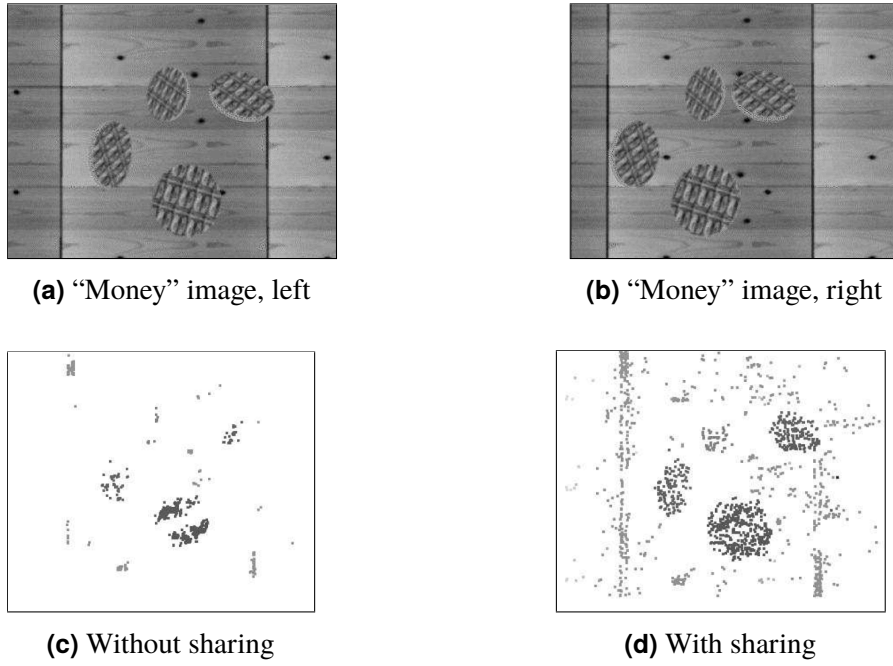 (a) “Money” image, left
(b) “Money” image, right
(c) Without sharing
(d) With sharing